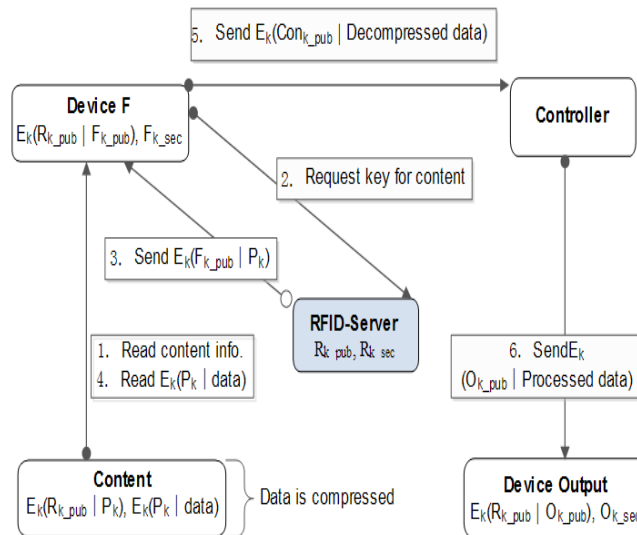 5. Send Ek(Conk_pub | Decompressed data)
Device F
Ek(Rk_pub | Fk_pub), Fk_sec
Controller
2. Request key for content
3. Send Ek(Fk_pub | Pk)
RFID-Server
Rk_pub, Rk_sec
1. Read content info.
4. Read Ek(Pk | data)
6. SendEk
(Ok_pub | Processed data)
Content
Ek(Rk_pub | Pk), Ek(Pk | data)
Data is compressed
Device Output
Ek(Rk_pub | Ok_pub), Ok_sec